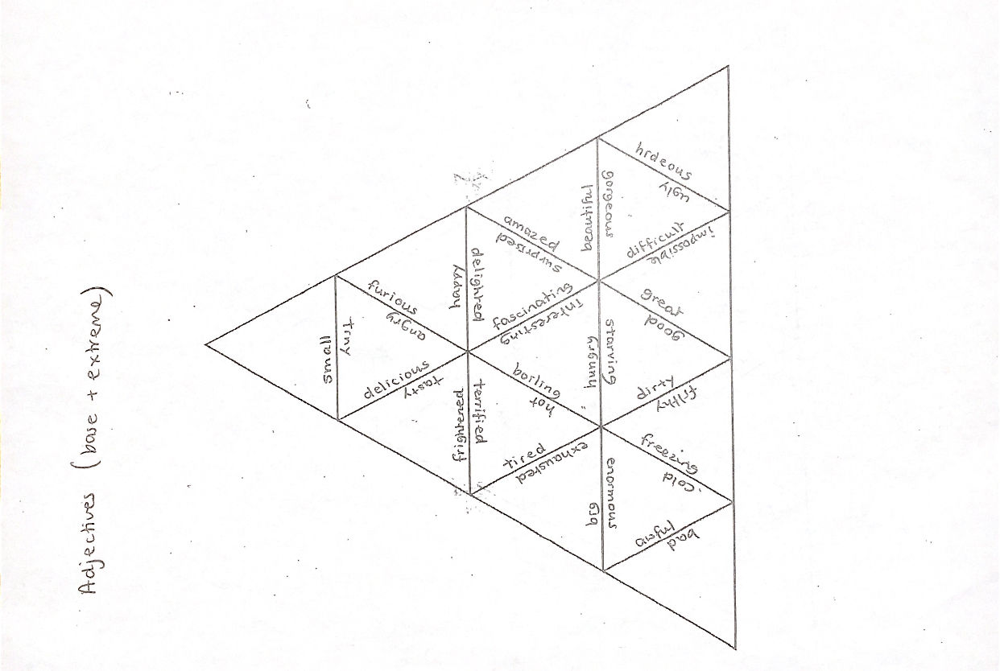 Adjectives (base + extreme)
small
tiny
delicious
tasty
furious
angry
frightened
terrified
happy
delighted
tired
exhausted
boiling
hot
fascinating
interesting
amazed
surprised
big
enormous
hungry
starving
beautiful
gorgeous
awful
bad
freezing
cold
dirty
filthy
great
good
difficult
impossible
hideous
ugly